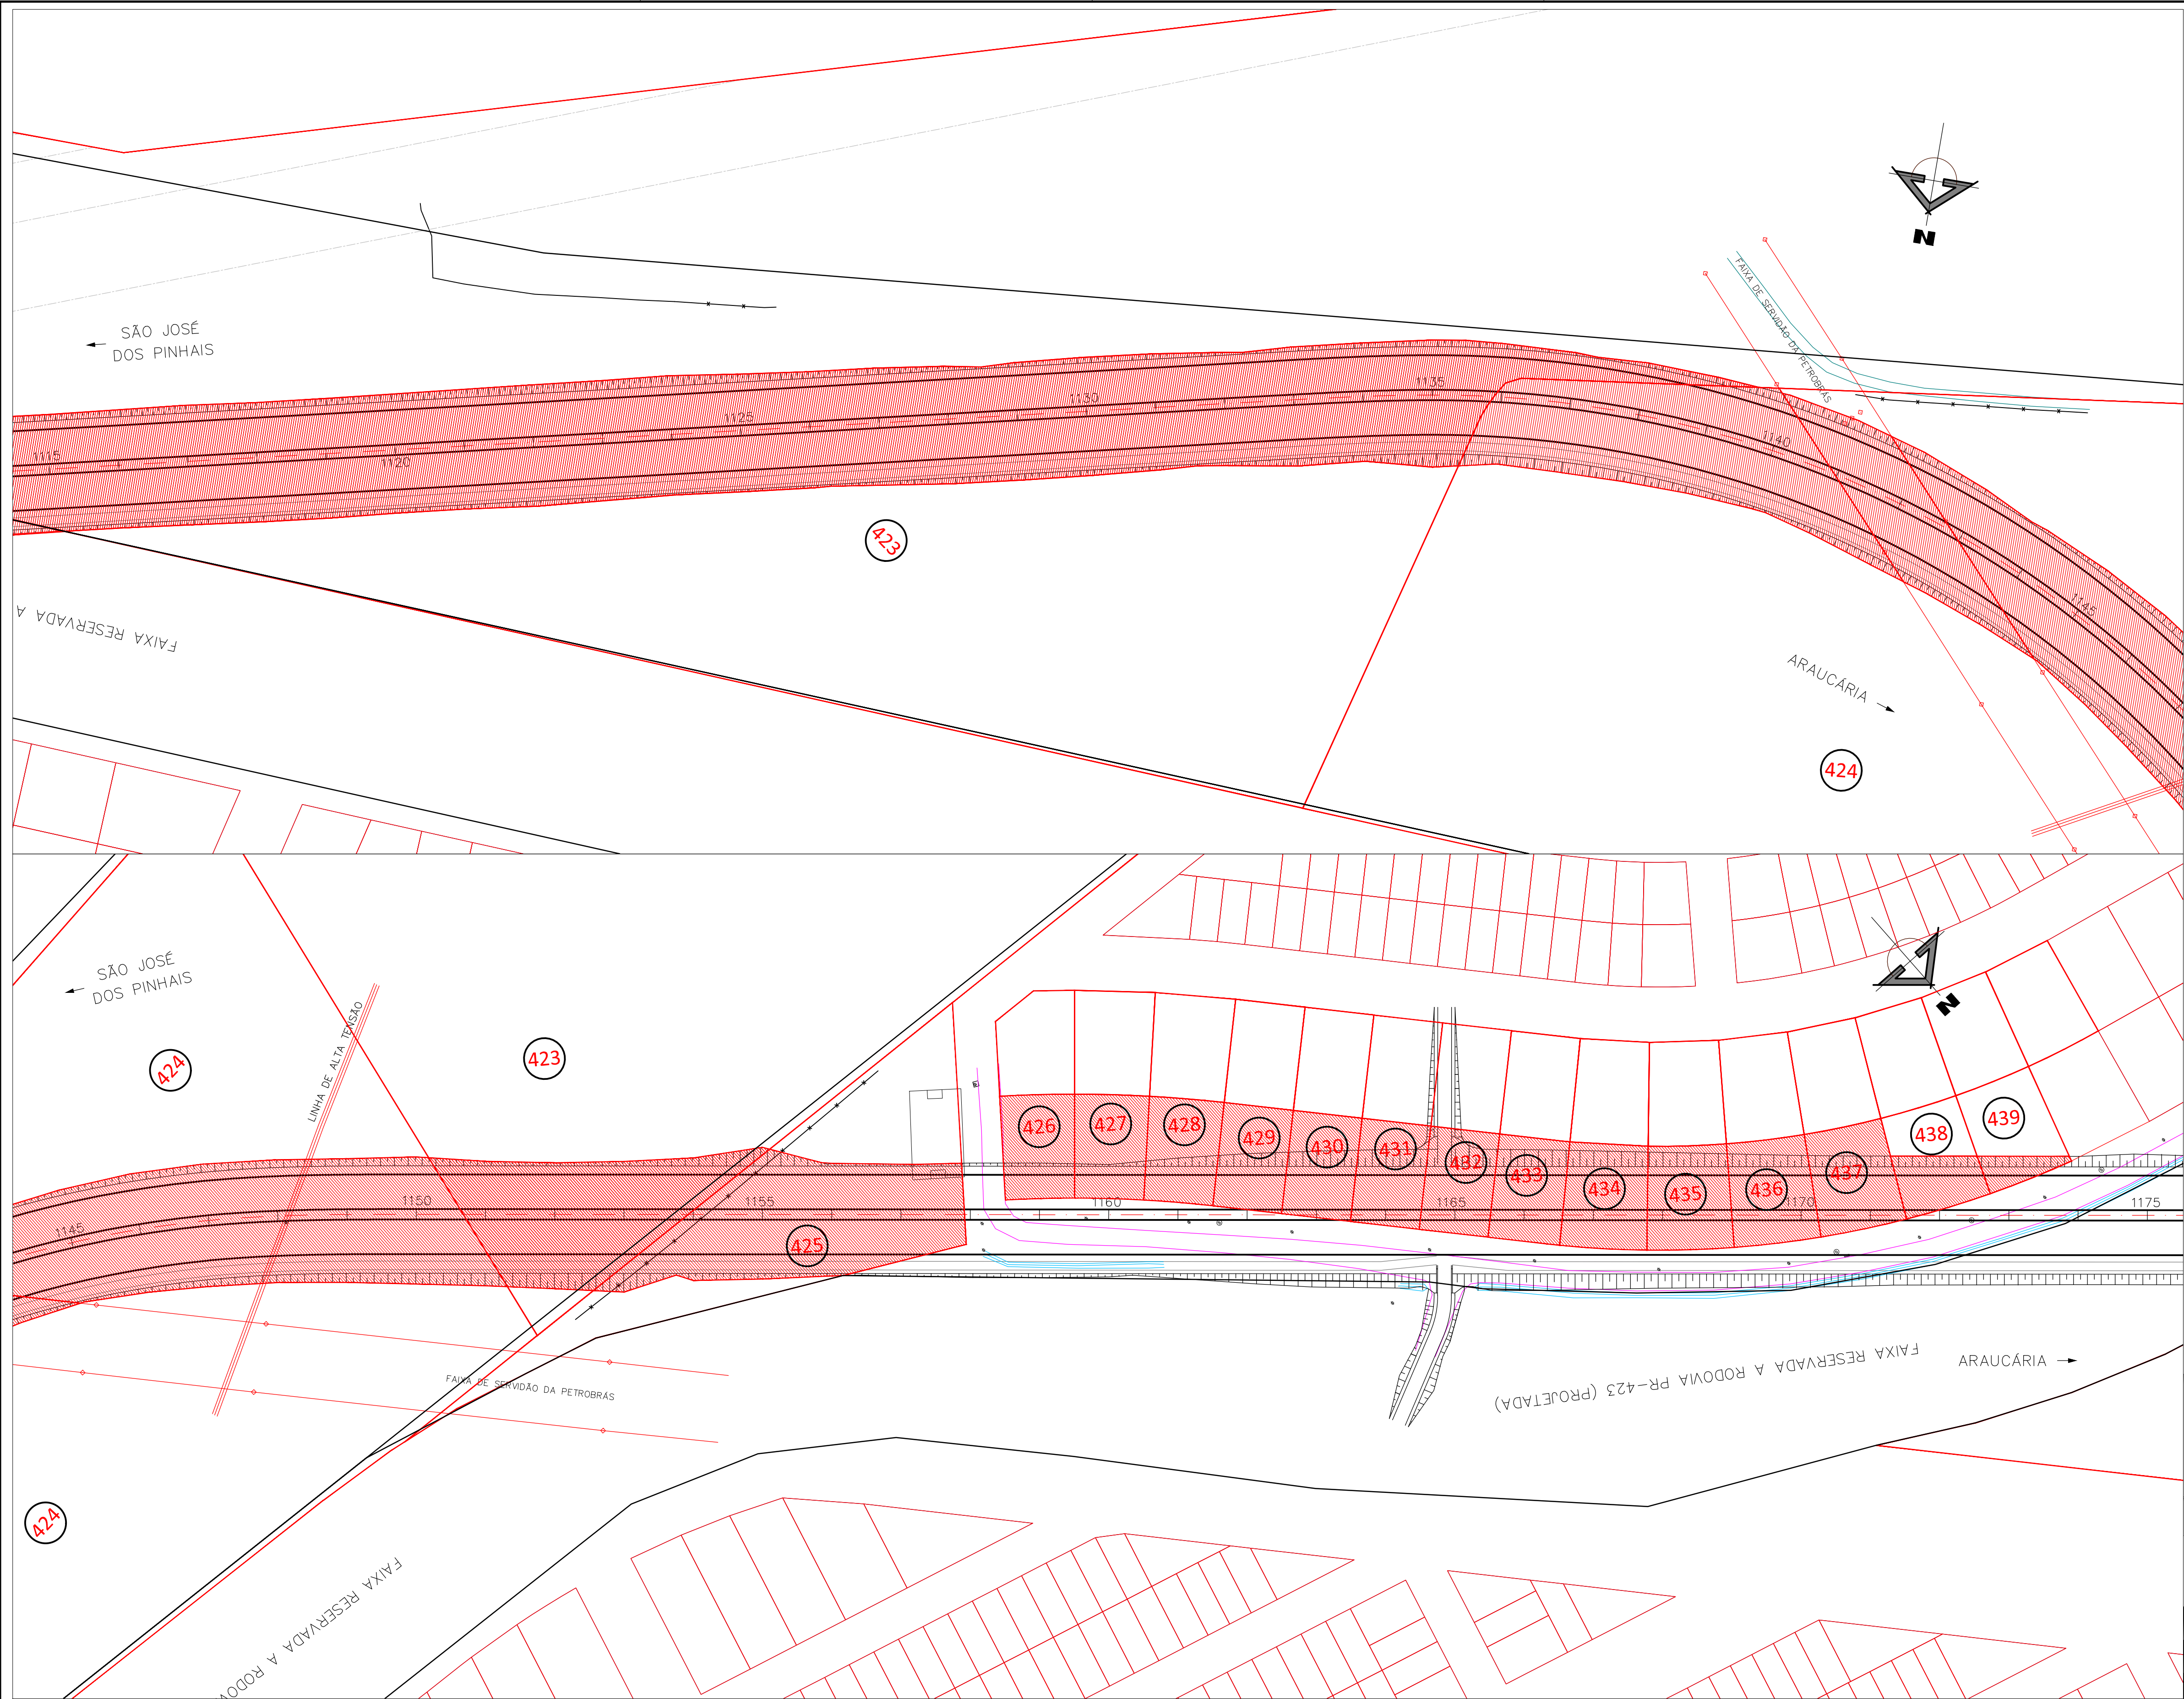 N
FAIXA DE SERVIDÃO DA PETROBRÁS
SÃO JOSÉ
DOS PINHAIS
1135
1130
1125
1140
1115
1120
423
1145
FAIXA RESERVADA A
ARAUCÁRIA
424
SÃO JOSÉ
DOS PINHAIS
N
LINHA DE ALTA TENSÃO
424
423
426
427
428
429
430
431
432
433
434
435
436
437
438
439
1145
1150
1155
1160
1165
1170
1175
425
FAIXA RESERVADA A RODOVIA PR-423 (PROJETADA)
ARAUCÁRIA
FAIXA DE SERVIDÃO DA PETROBRÁS
424
FAIXA RESERVADA A RODOV